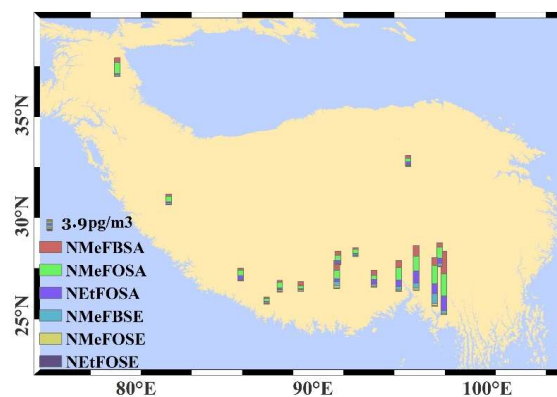 35°N
30°N
25°N
3.9pg/m3
NMeFBSA
NMeFOSA
NEtFOSA
NMeFBSE
NMeFOSE
NEtFOSE
80°E 90°E 100°E